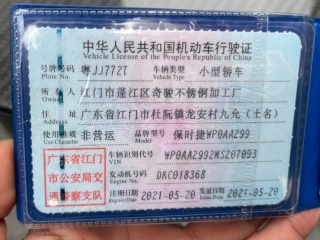 中华人民共和国机动车行驶证
Vehicle License of the People's Republic of China
号牌号码 粤JJ772T 车辆类型 小型轿车
Plate No. Vehicle Type
所有人 江门市蓬江区奇骏不锈钢加工厂
Owner
住址 广东省江门市杜阮镇龙安村九充(土名)
Address
使用性质 非营运 品牌型号 保时捷WP0AAZ99
Use Character Model
广东省江门
市公安局交
通警察支队
车辆识别代号 WP0AAZ992MS207093
VIN
发动机号码 DKC018368
Engine No.
注册日期 2021-05-20 发证日期 2021-05-20
Register Date Issue Date